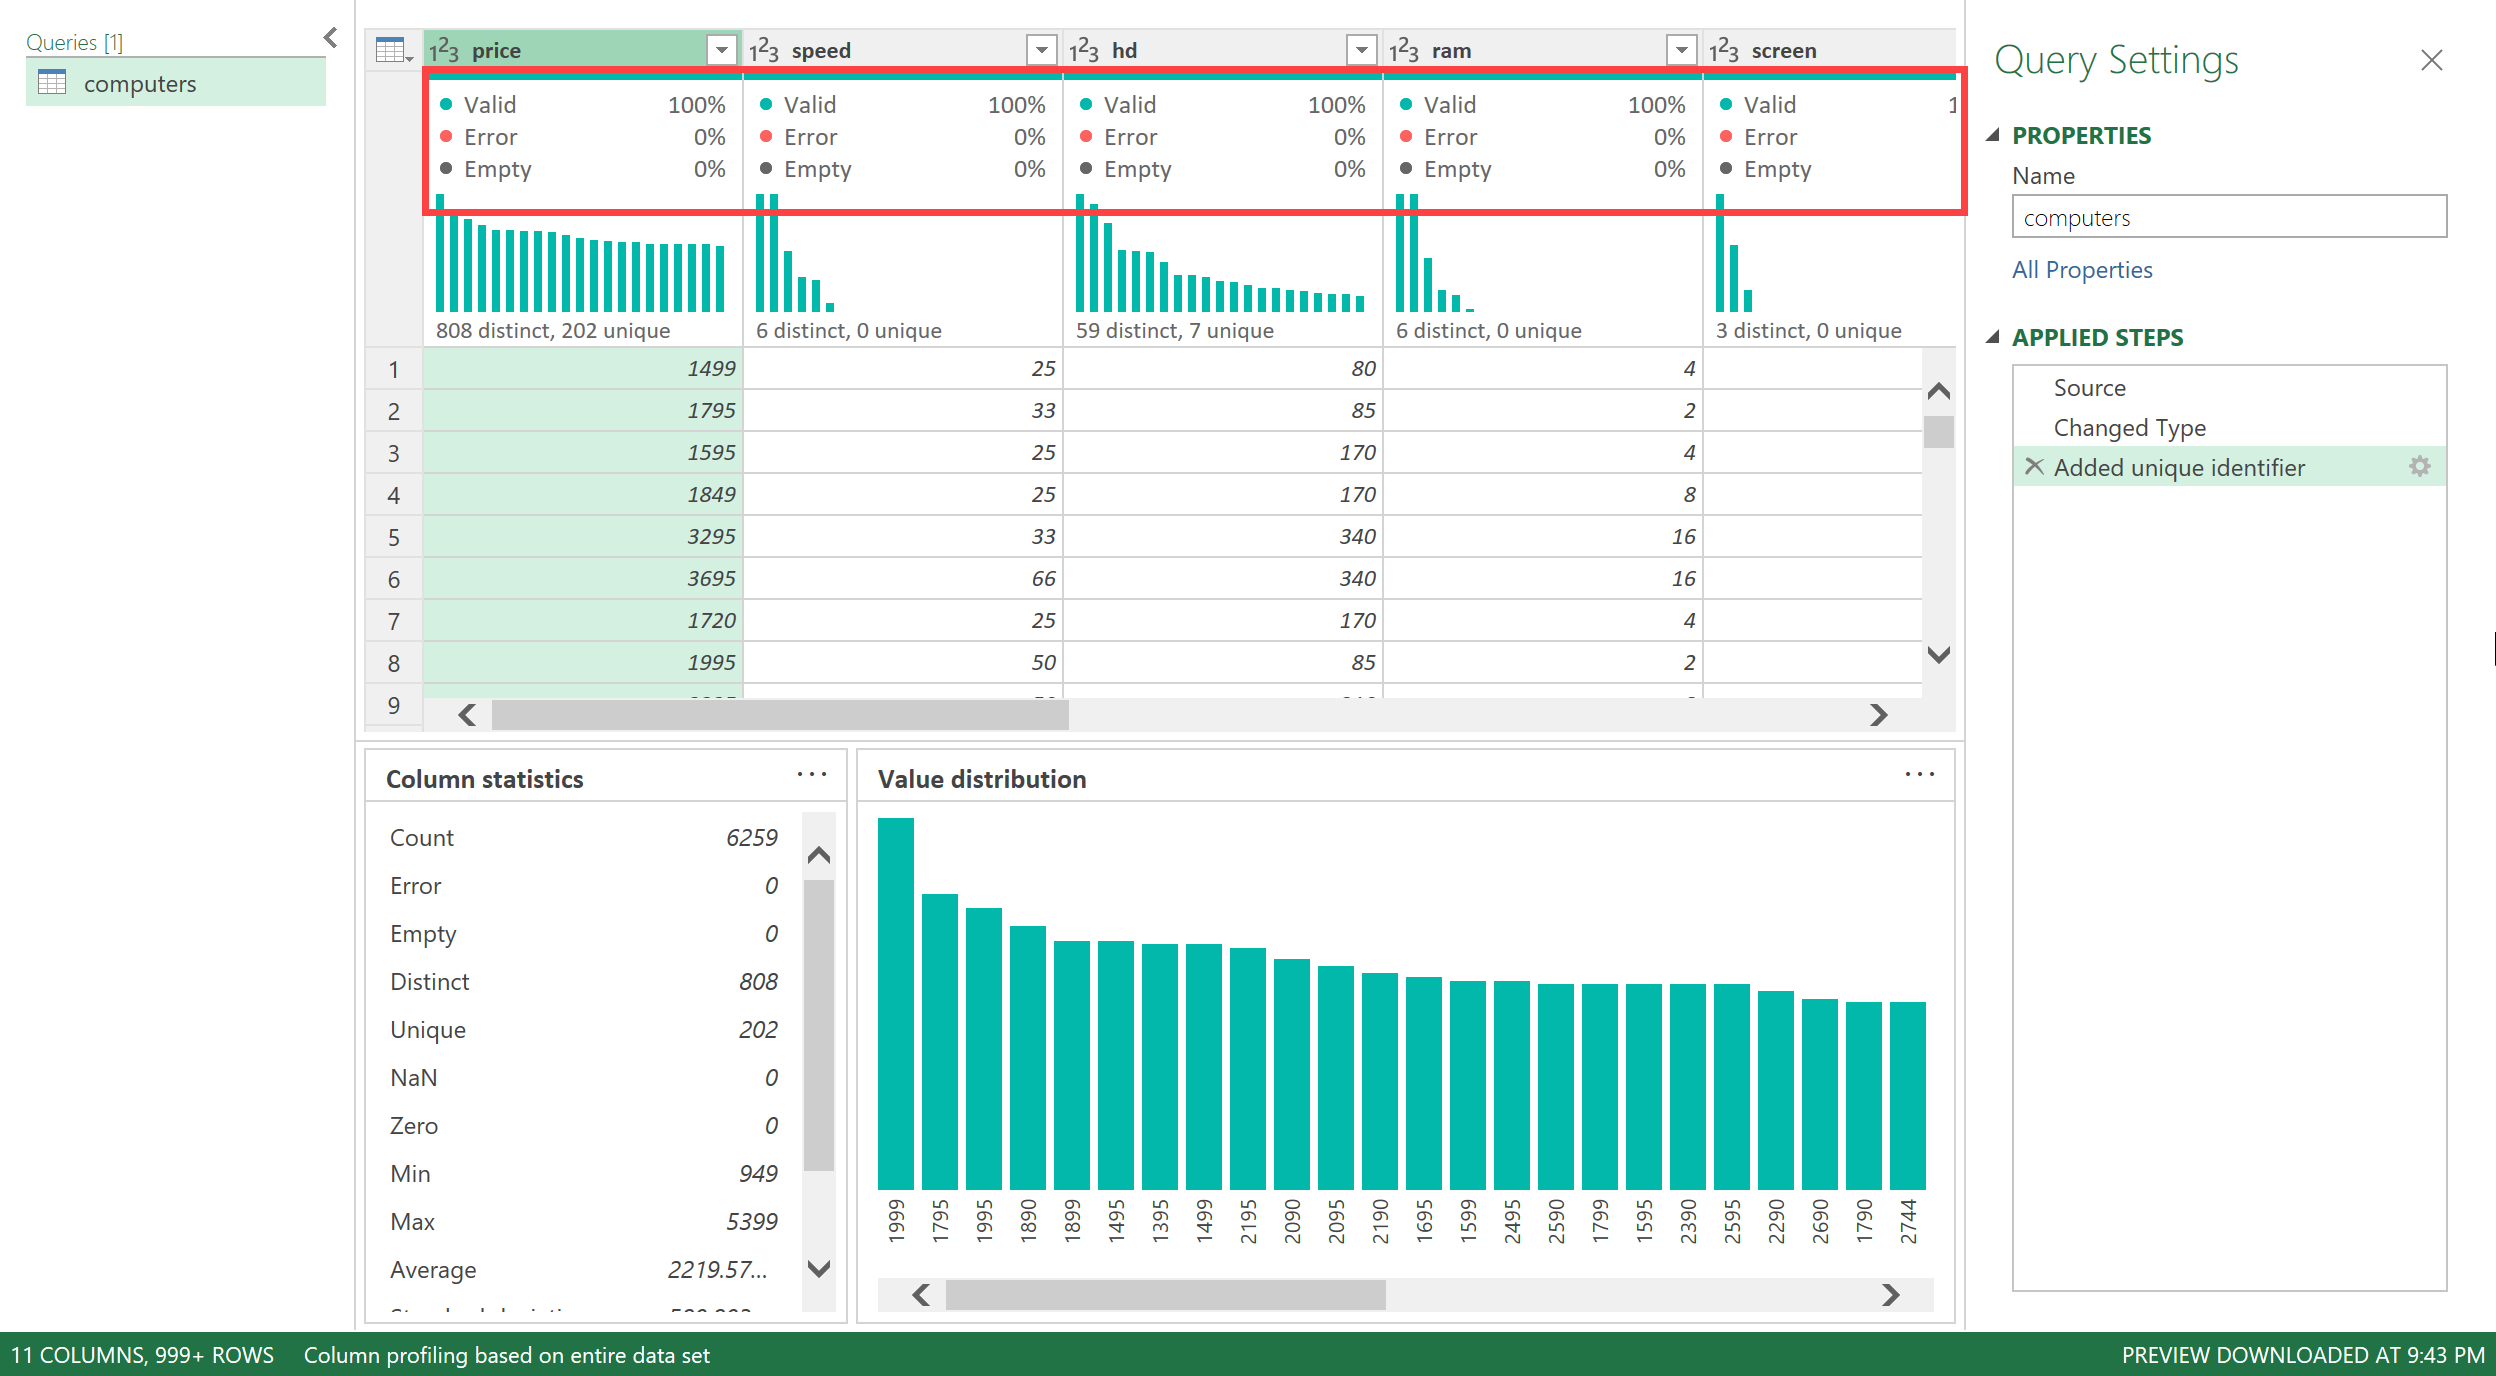 Queries [1]
computers
1²3 price
1²3 speed
1²3 hd
1²3 ram
1²3 screen
Valid 100%
Error 0%
Empty 0%
808 distinct, 202 unique
Valid 100%
Error 0%
Empty 0%
6 distinct, 0 unique
Valid 100%
Error 0%
Empty 0%
59 distinct, 7 unique
Valid 100%
Error 0%
Empty 0%
6 distinct, 0 unique
Valid
Error
Empty
3 distinct, 0 unique
1 1499 25 80 4
2 1795 33 85 2
3 1595 25 170 4
4 1849 25 170 8
5 3295 33 340 16
6 3695 66 340 16
7 1720 25 170 4
8 1995 50 85 2
9
Column statistics ...
Count 6259
Error 0
Empty 0
Distinct 808
Unique 202
NaN 0
Zero 0
Min 949
Max 5399
Average 2219.57...
Value distribution ...
1999
1795
1995
1890
1899
1495
1395
1499
2195
2090
2095
2190
1695
1599
2495
2590
1799
1595
2390
2595
2290
2690
1790
2744
Query Settings
PROPERTIES
Name
computers
All Properties
APPLIED STEPS
Source
Changed Type
Added unique identifier
11 COLUMNS, 999+ ROWS Column profiling based on entire data set
PREVIEW DOWNLOADED AT 9:43 PM